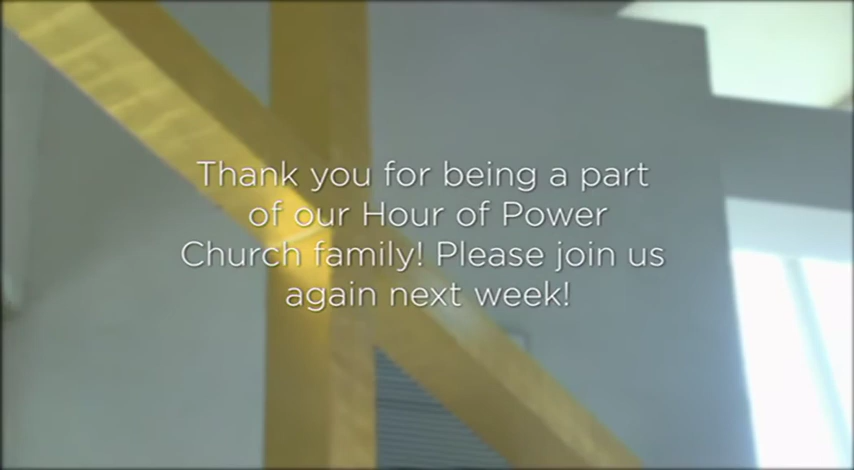 Thank you for being a part
of our Hour of Power
Church family! Please join us
again next week!